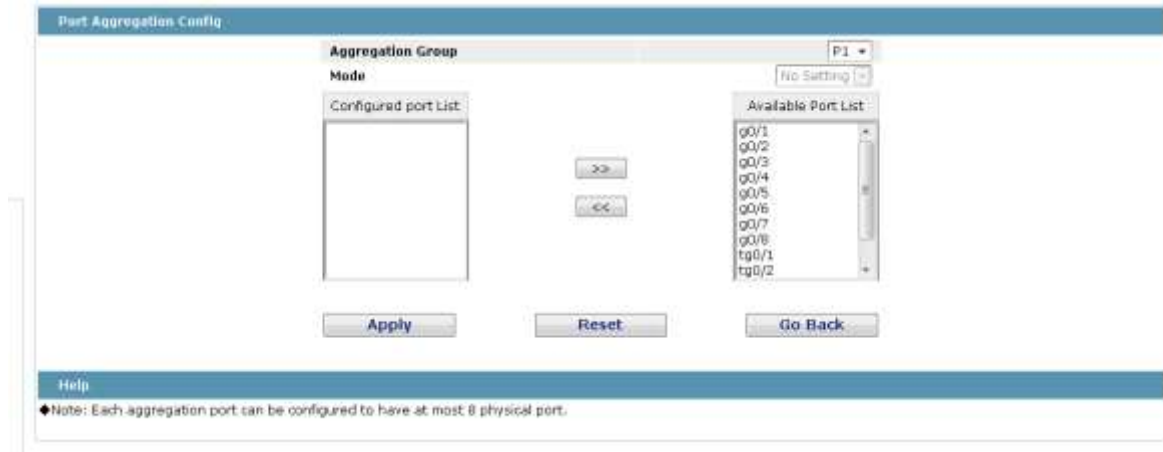 Port Aggregation Config
Aggregation Group P1
Mode No Setting
Configured port List Available Port List
g0/1
g0/2
g0/3
g0/4
g0/5
g0/6
g0/7
g0/8
tg0/1
tg0/2
>>
<<
Apply Reset Go Back
Help
◆Note: Each aggregation port can be configured to have at most 8 physical port.